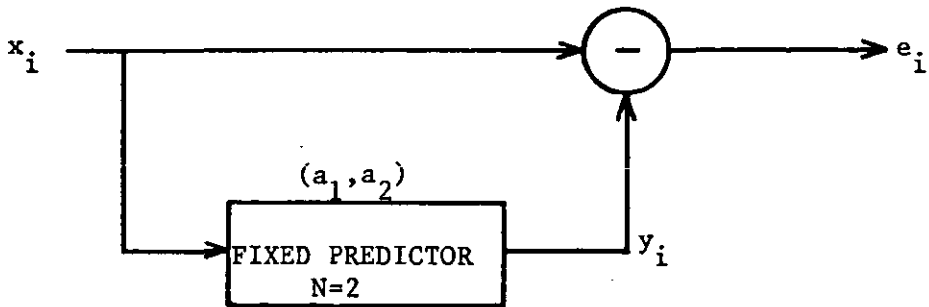 x_i
−
e_i
(a_1,a_2)
FIXED PREDICTOR
N=2
y_i